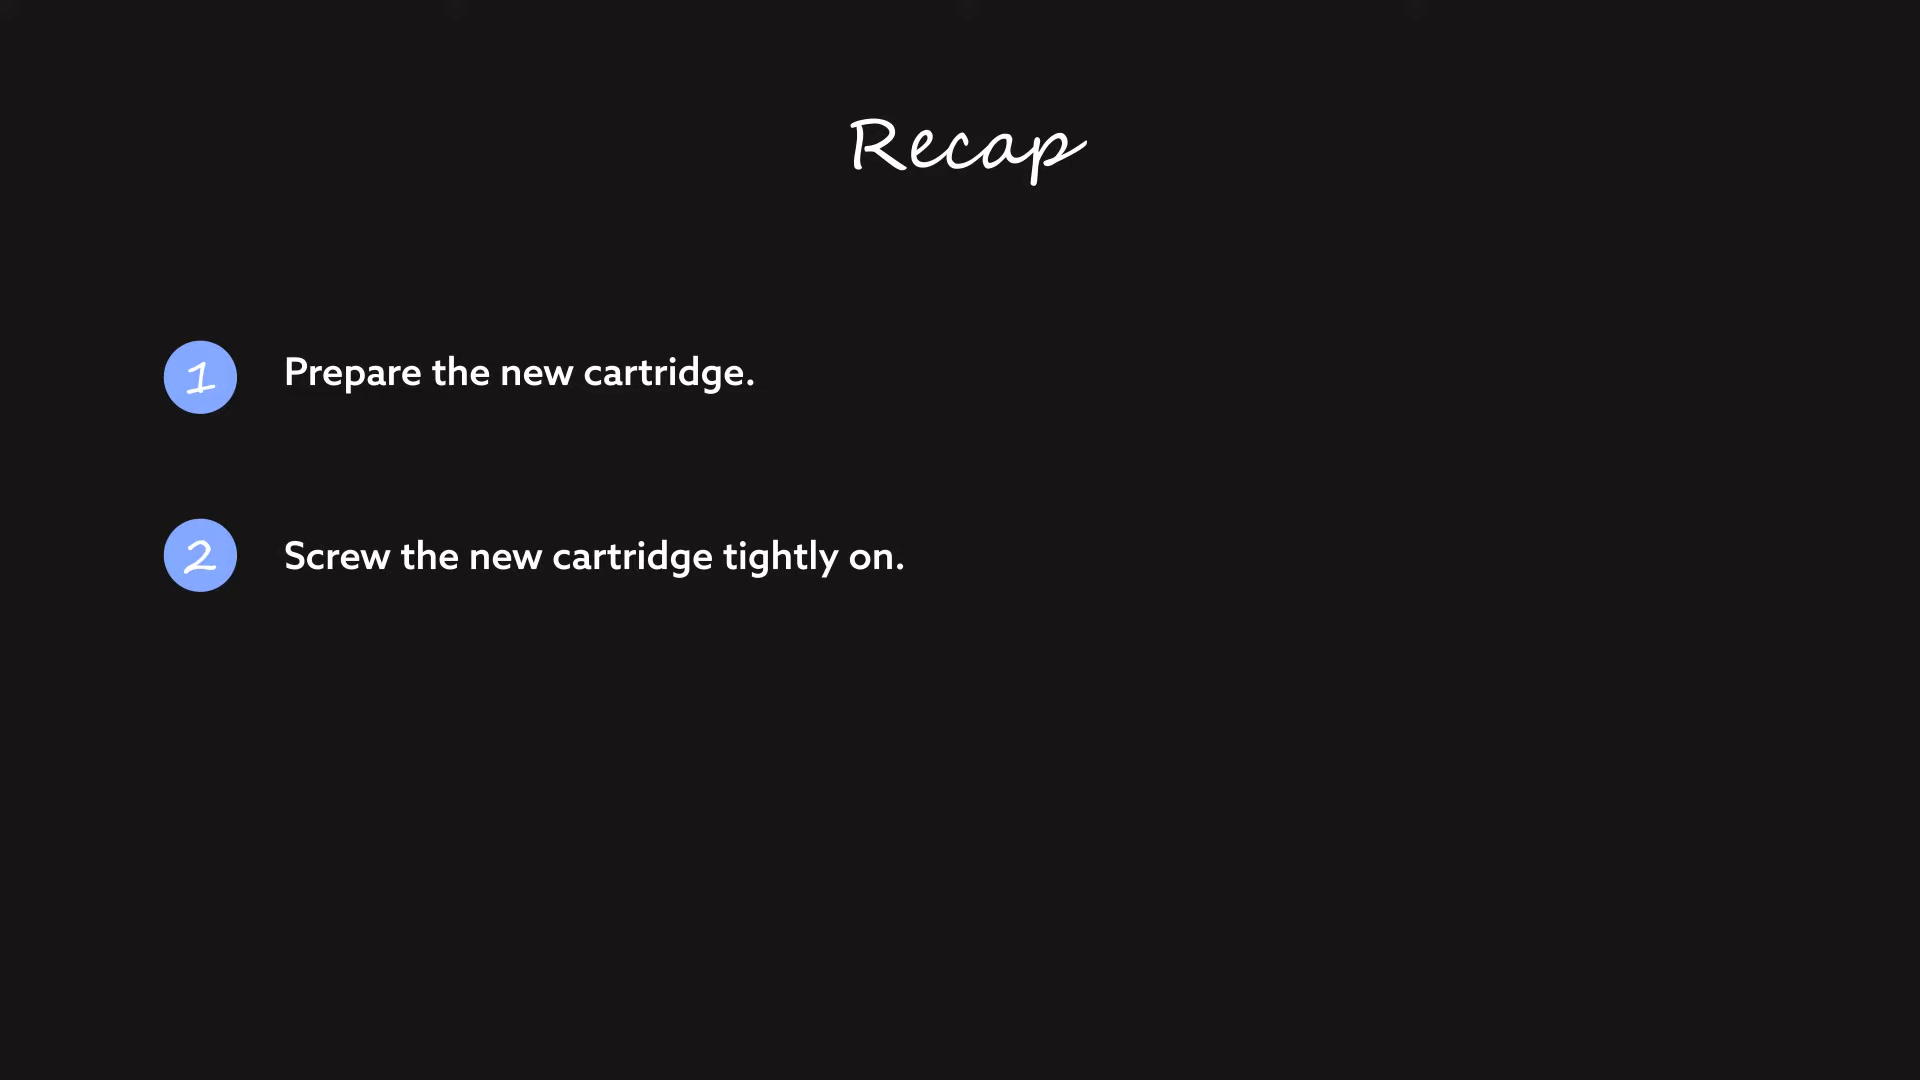 Recap
1 Prepare the new cartridge.
2 Screw the new cartridge tightly on.